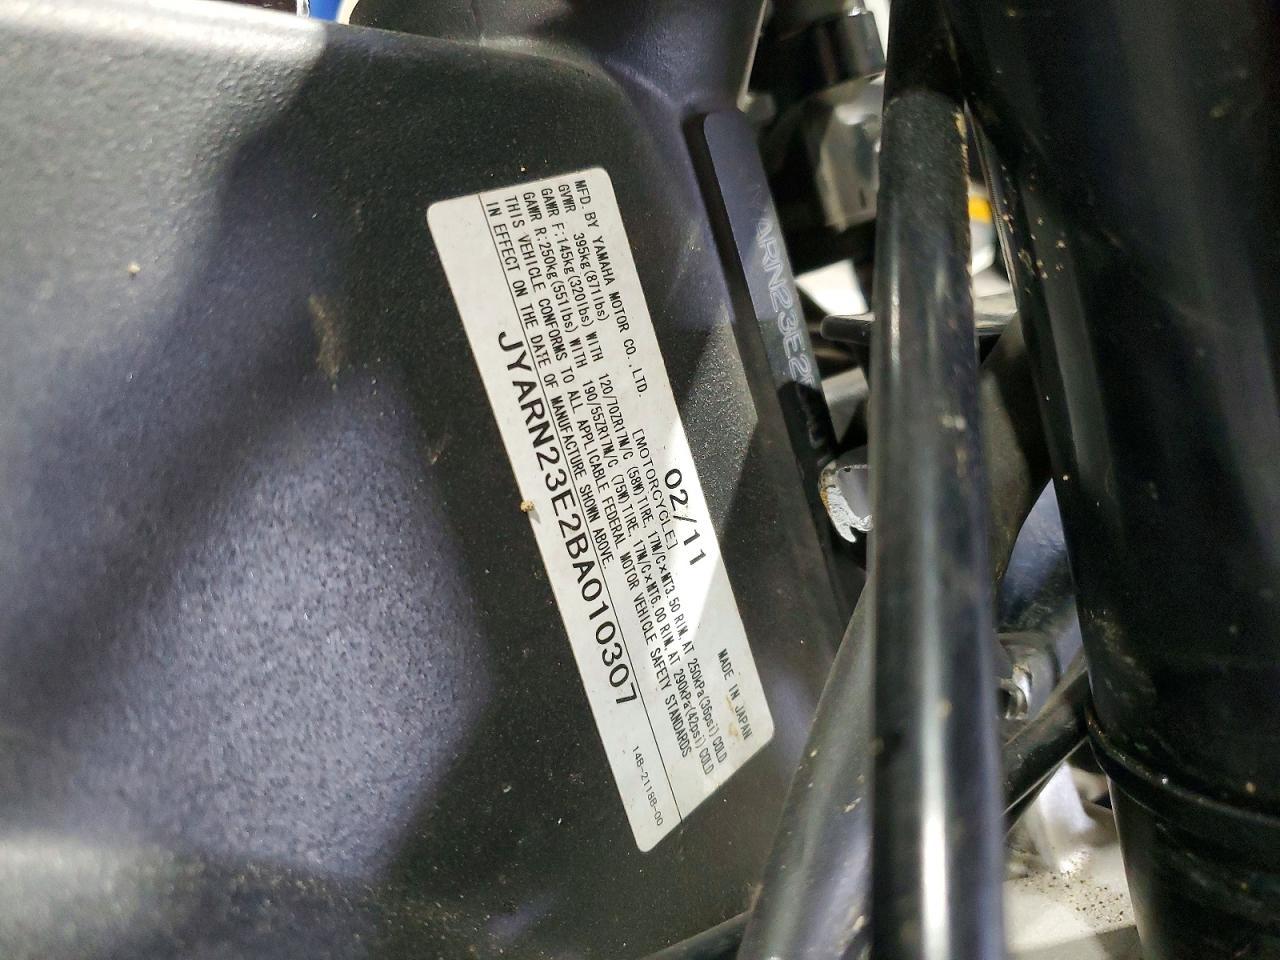 MFD. BY YAMAHA MOTOR CO.,LTD. 02/11 MADE IN JAPAN
GVWR 395kg(871lbs) [MOTORCYCLE]
GAWR F:145kg(320lbs) WITH 120/70ZR17M/C (58W)TIRE, 17M/C×MT3.50 RIM, AT 250kPa(36psi) COLD
GAWR R:250kg(551lbs) WITH 190/55ZR17M/C (75W)TIRE, 17M/C×MT6.00 RIM, AT 290kPa(42psi) COLD
THIS VEHICLE CONFORMS TO ALL APPLICABLE FEDERAL MOTOR VEHICLE SAFETY STANDARDS
IN EFFECT ON THE DATE OF MANUFACTURE SHOWN ABOVE.
JYARN23E2BA010307 14B-2118B-00
ARN23E2